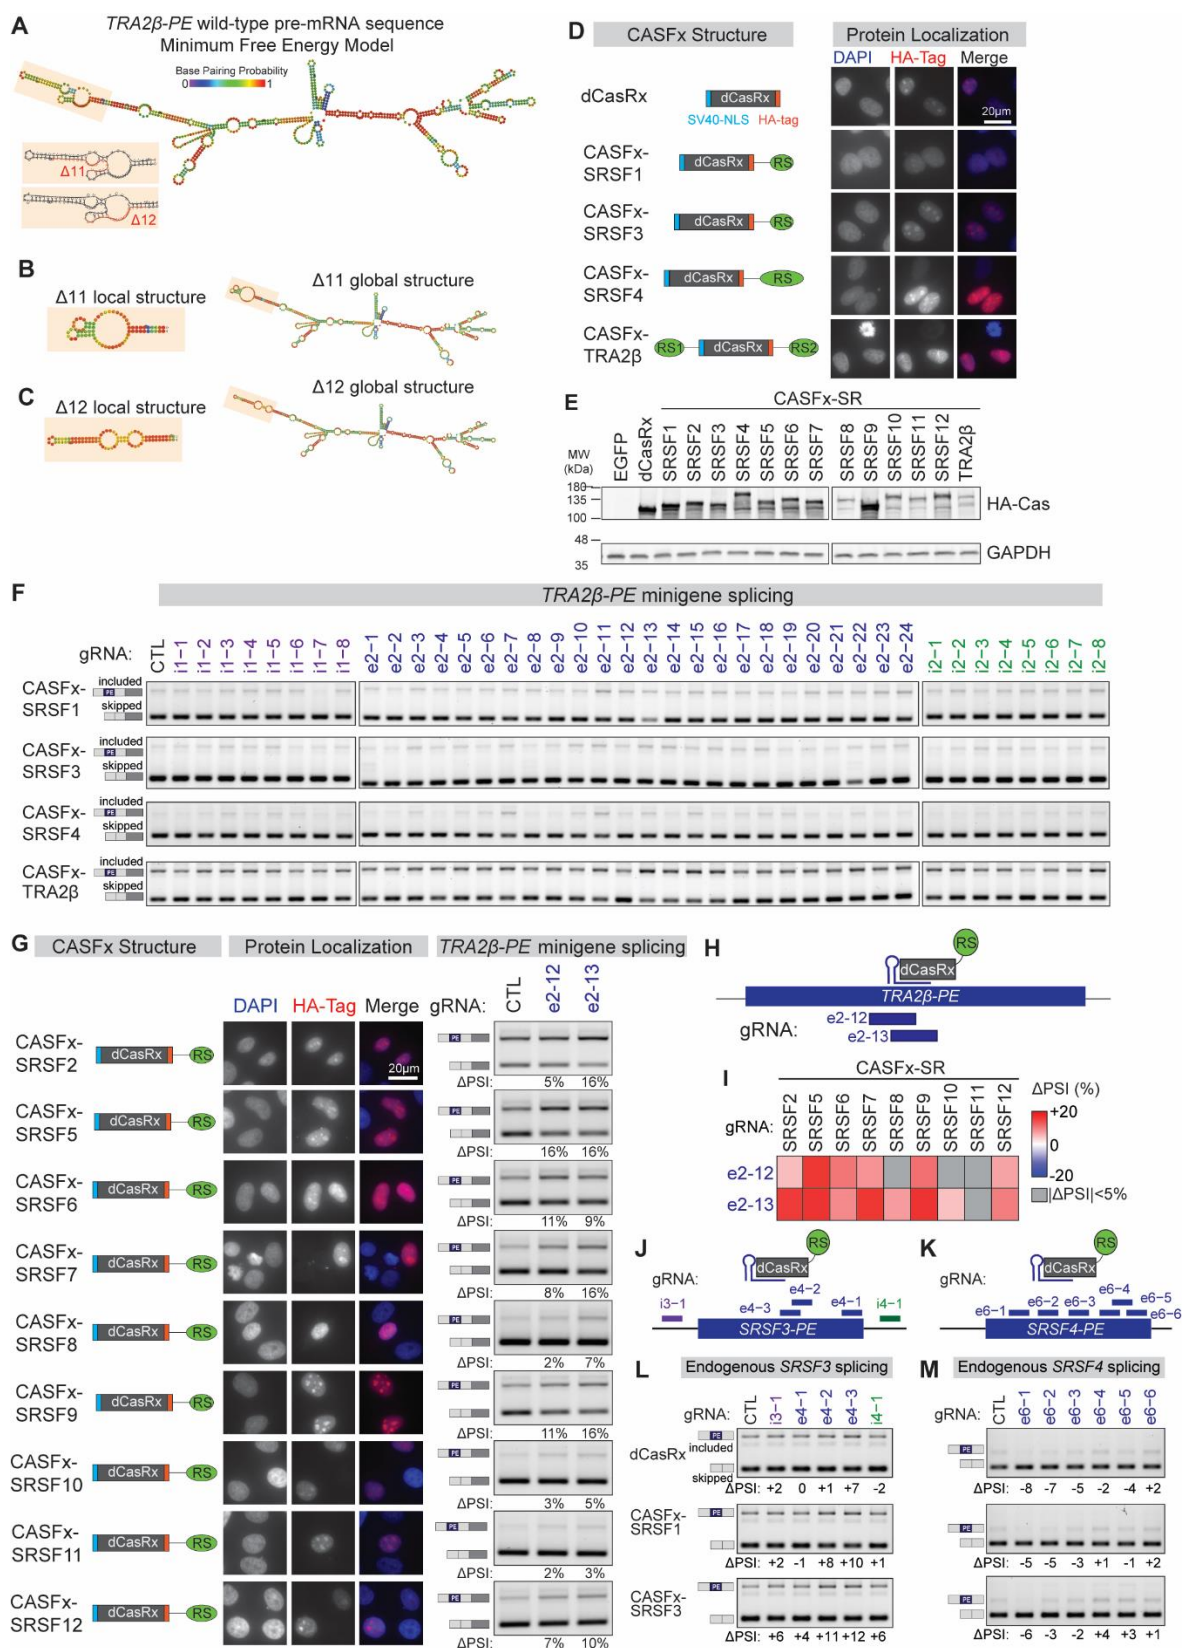 A
TRA2β-PE wild-type pre-mRNA sequence
Minimum Free Energy Model
Base Pairing Probability
0 1
Δ11
Δ12
B
Δ11 local structure
Δ11 global structure
C
Δ12 local structure
Δ12 global structure
D
CASFx Structure
Protein Localization
DAPI HA-Tag Merge
dCasRx
dCasRx
SV40-NLS HA-tag
20µm
CASFx-
SRSF1
dCasRx RS
CASFx-
SRSF3
dCasRx RS
CASFx-
SRSF4
dCasRx RS
CASFx-
TRA2β
RS1 dCasRx RS2
E
CASFx-SR
MW
(kDa)
EGFP dCasRx SRSF1 SRSF2 SRSF3 SRSF4 SRSF5 SRSF6 SRSF7 SRSF8 SRSF9 SRSF10 SRSF11 SRSF12 TRA2β
180
135
100
HA-Cas
48
35
GAPDH
F
TRA2β-PE minigene splicing
gRNA: CTL i1-1 i1-2 i1-3 i1-4 i1-5 i1-6 i1-7 i1-8 e2-1 e2-2 e2-3 e2-4 e2-5 e2-6 e2-7 e2-8 e2-9 e2-10 e2-11 e2-12 e2-13 e2-14 e2-15 e2-16 e2-17 e2-18 e2-19 e2-20 e2-21 e2-22 e2-23 e2-24 i2-1 i2-2 i2-3 i2-4 i2-5 i2-6 i2-7 i2-8
CASFx-
SRSF1
included
PE
skipped
CASFx-
SRSF3
included
PE
skipped
CASFx-
SRSF4
included
PE
skipped
CASFx-
TRA2β
included
PE
skipped
G
CASFx Structure
Protein Localization
TRA2β-PE minigene splicing
DAPI HA-Tag Merge
gRNA: CTL e2-12 e2-13
CASFx-
SRSF2
dCasRx RS
20µm
PE
ΔPSI: 5% 16%
CASFx-
SRSF5
dCasRx RS
PE
ΔPSI: 16% 16%
CASFx-
SRSF6
dCasRx RS
PE
ΔPSI: 11% 9%
CASFx-
SRSF7
dCasRx RS
PE
ΔPSI: 8% 16%
CASFx-
SRSF8
dCasRx RS
PE
ΔPSI: 2% 7%
CASFx-
SRSF9
dCasRx RS
PE
ΔPSI: 11% 16%
CASFx-
SRSF10
dCasRx RS
PE
ΔPSI: 3% 5%
CASFx-
SRSF11
dCasRx RS
PE
ΔPSI: 2% 3%
CASFx-
SRSF12
dCasRx RS
PE
ΔPSI: 7% 10%
H
RS
dCasRx
TRA2β-PE
gRNA:
e2-12
e2-13
I
CASFx-SR
gRNA: SRSF2 SRSF5 SRSF6 SRSF7 SRSF8 SRSF9 SRSF10 SRSF11 SRSF12
e2-12
e2-13
ΔPSI (%)
+20
0
-20
|ΔPSI|<5%
J
RS
dCasRx
gRNA:
i3-1 e4-3 e4-2 e4-1 i4-1
SRSF3-PE
K
RS
dCasRx
gRNA:
e6-1 e6-2 e6-3 e6-4 e6-5 e6-6
SRSF4-PE
L
Endogenous SRSF3 splicing
gRNA: CTL i3-1 e4-1 e4-2 e4-3 i4-1
dCasRx
PE
included
skipped
ΔPSI: +2 0 +1 +7 -2
CASFx-
SRSF1
PE
ΔPSI: +2 -1 +8 +10 +1
CASFx-
SRSF3
PE
ΔPSI: +6 +4 +11 +12 +6
M
Endogenous SRSF4 splicing
gRNA: CTL e6-1 e6-2 e6-3 e6-4 e6-5 e6-6
PE
ΔPSI: -8 -7 -5 -2 -4 +2
PE
ΔPSI: -5 -5 -3 +1 -1 +2
PE
ΔPSI: -6 -3 -2 +4 +3 +1